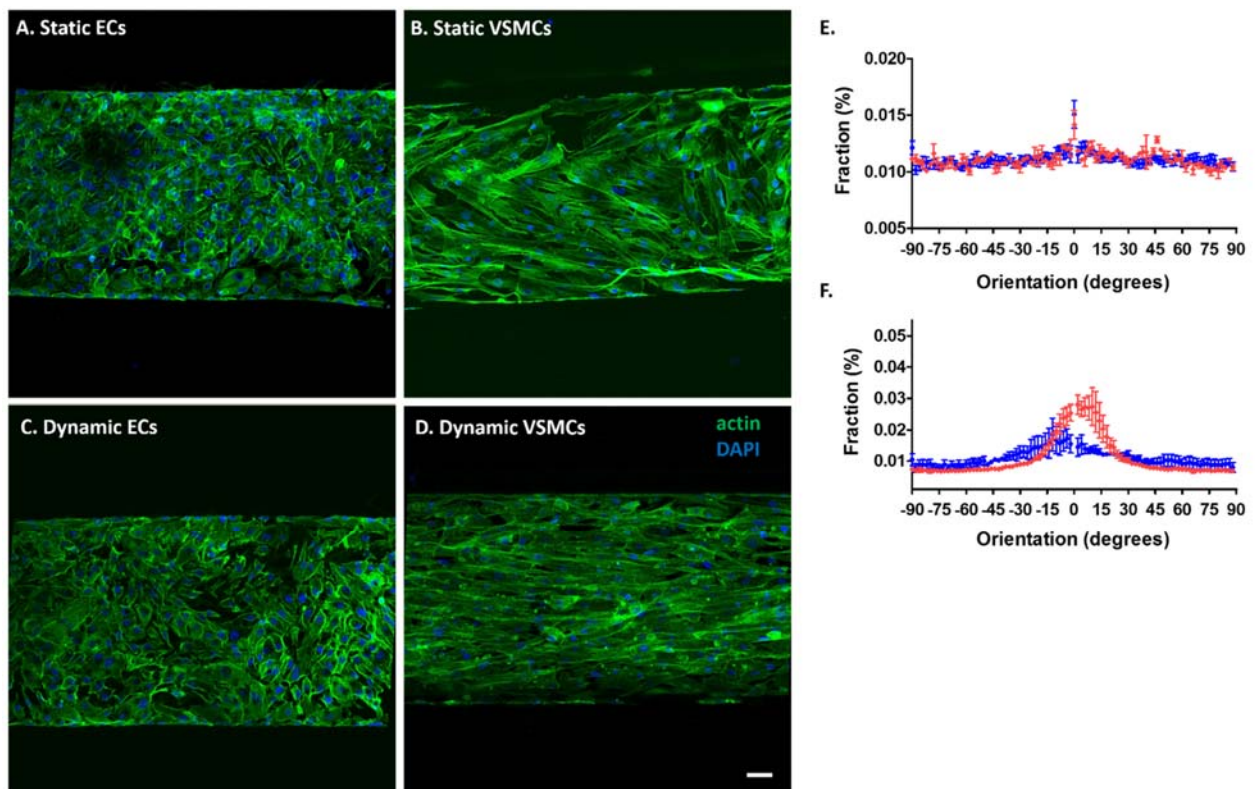 A. Static ECs
B. Static VSMCs
C. Dynamic ECs
D. Dynamic VSMCs
actin
DAPI
E.
0.020
0.015
0.010
0.005
Fraction (%)
-90 -75 -60 -45 -30 -15 0 15 30 45 60 75 90
Orientation (degrees)
F.
0.05
0.04
0.03
0.02
0.01
Fraction (%)
-90 -75 -60 -45 -30 -15 0 15 30 45 60 75 90
Orientation (degrees)